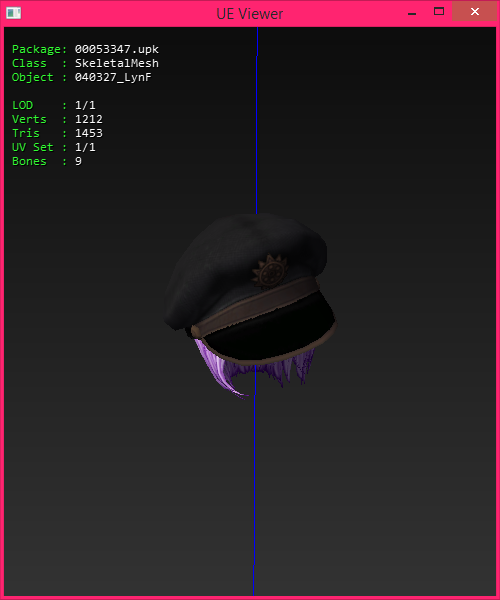 UE Viewer
Package: 00053347.upk
Class  : SkeletalMesh
Object : 040327_LynF
LOD    : 1/1
Verts  : 1212
Tris   : 1453
UV Set : 1/1
Bones  : 9